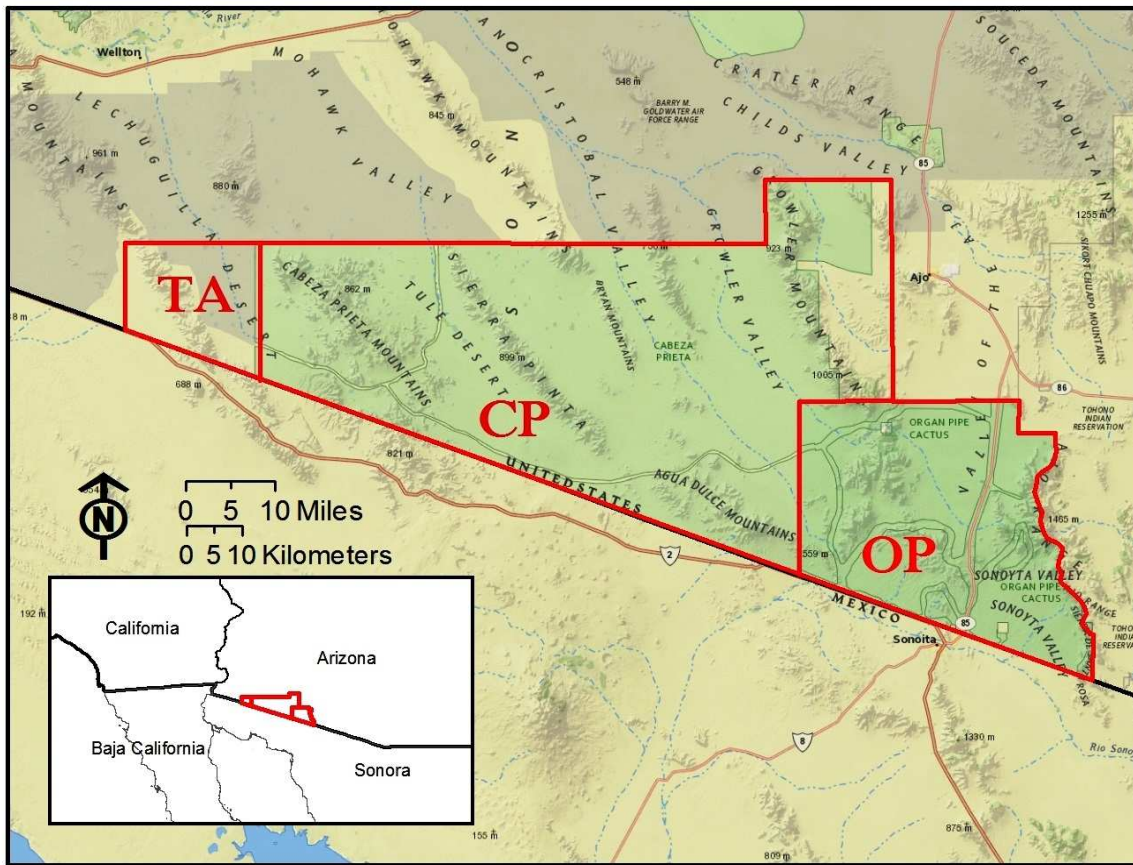 Wellton
MOHAWK VALLEY
MOHAWK MOUNTAINS
845 m
548 m
BARRY M.
GOLDWATER AIR
FORCE RANGE
CRATER RANGE
CHILDS VALLEY
SOUCEDA MOUNTAINS
MOUNTAINS
961 m
LECHUGUILLA
DESERT
880 m
85
GROWLER
MOUNTAINS
923 m
GROWLER VALLEY
1255 m
SIKORT CHUAPO MOUNTAINS
Ajo
TA
CABEZA PRIETA MOUNTAINS
862 m
TULE DESERT
SIERRA PINTA
899 m
BRYAN MOUNTAINS
CABEZA
PRIETA
1005 m
VALLEY OF THE AJO
86
TOHONO
INDIAN
RESERVATION
688 m
CP
ORGAN PIPE
CACTUS
821 m
UNITED STATES
AGUA DULCE MOUNTAINS
1465 m
N
0 5 10 Miles
0 5 10 Kilometers
2
559 m
OP
SONOYTA VALLEY
ORGAN PIPE
CACTUS
SONOYTA VALLEY
MEXICO
85
Sonoita
192 m
California
Arizona
Baja California
Sonora
8
1330 m
155 m
809 m
875 m